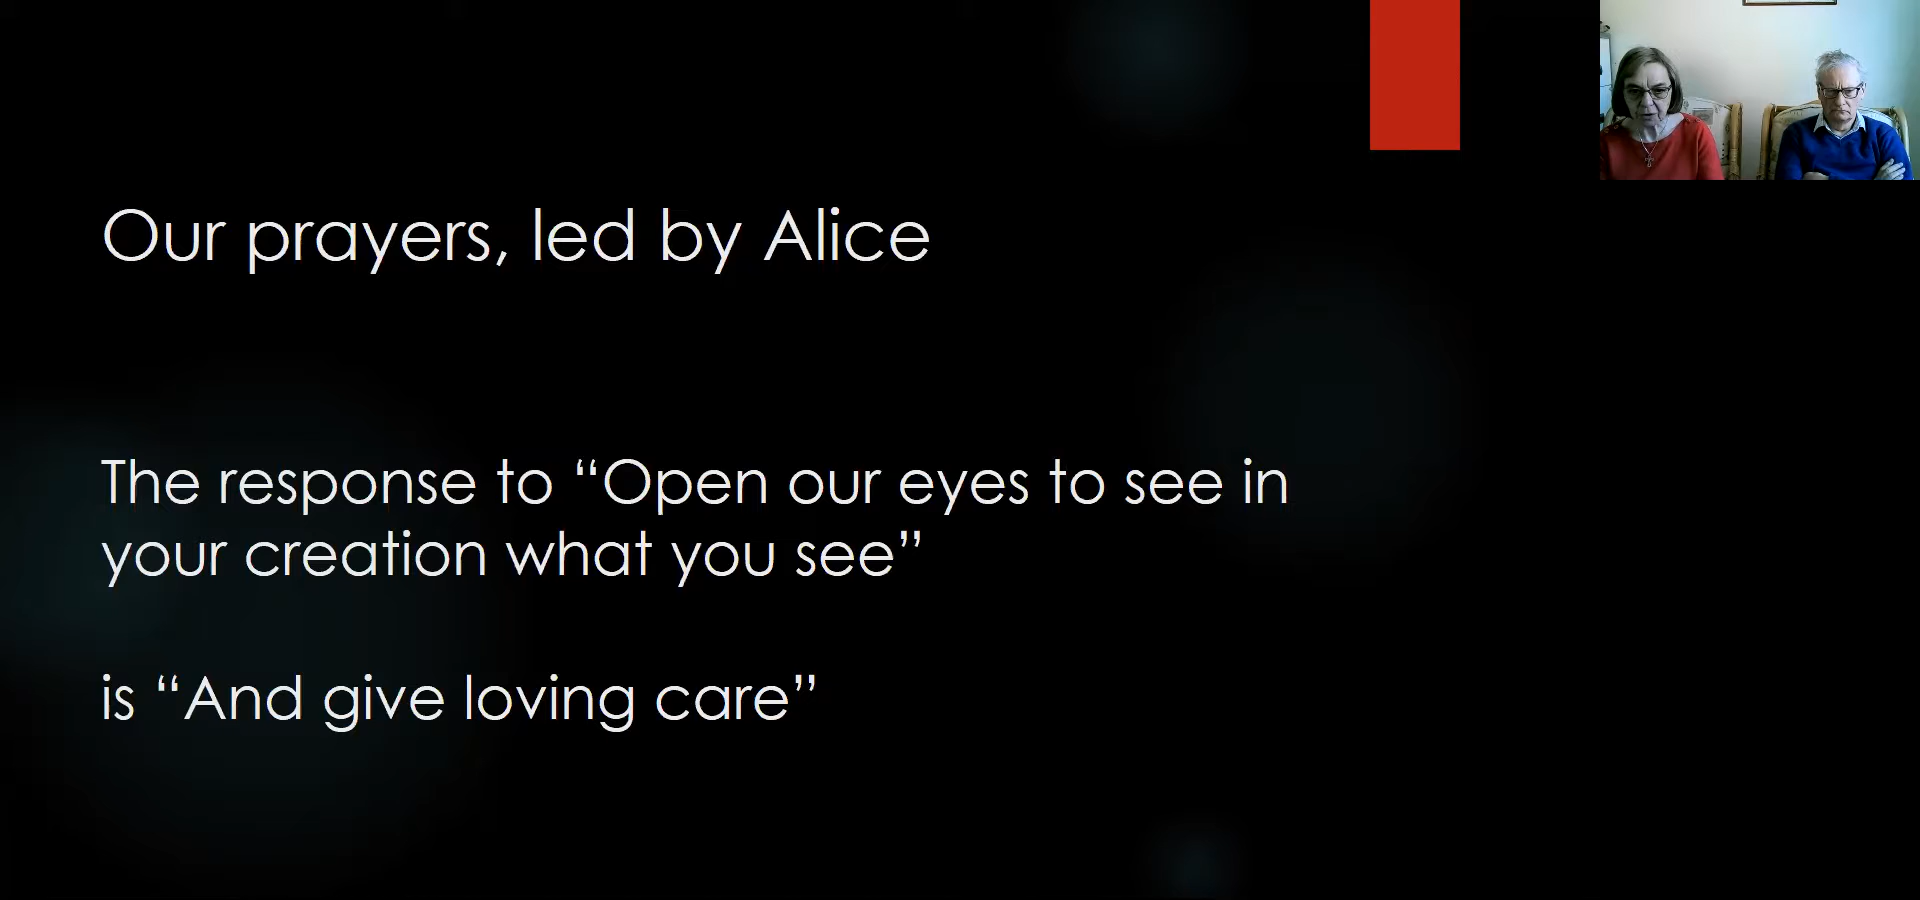 Our prayers, led by Alice
The response to “Open our eyes to see in
your creation what you see”
is “And give loving care”